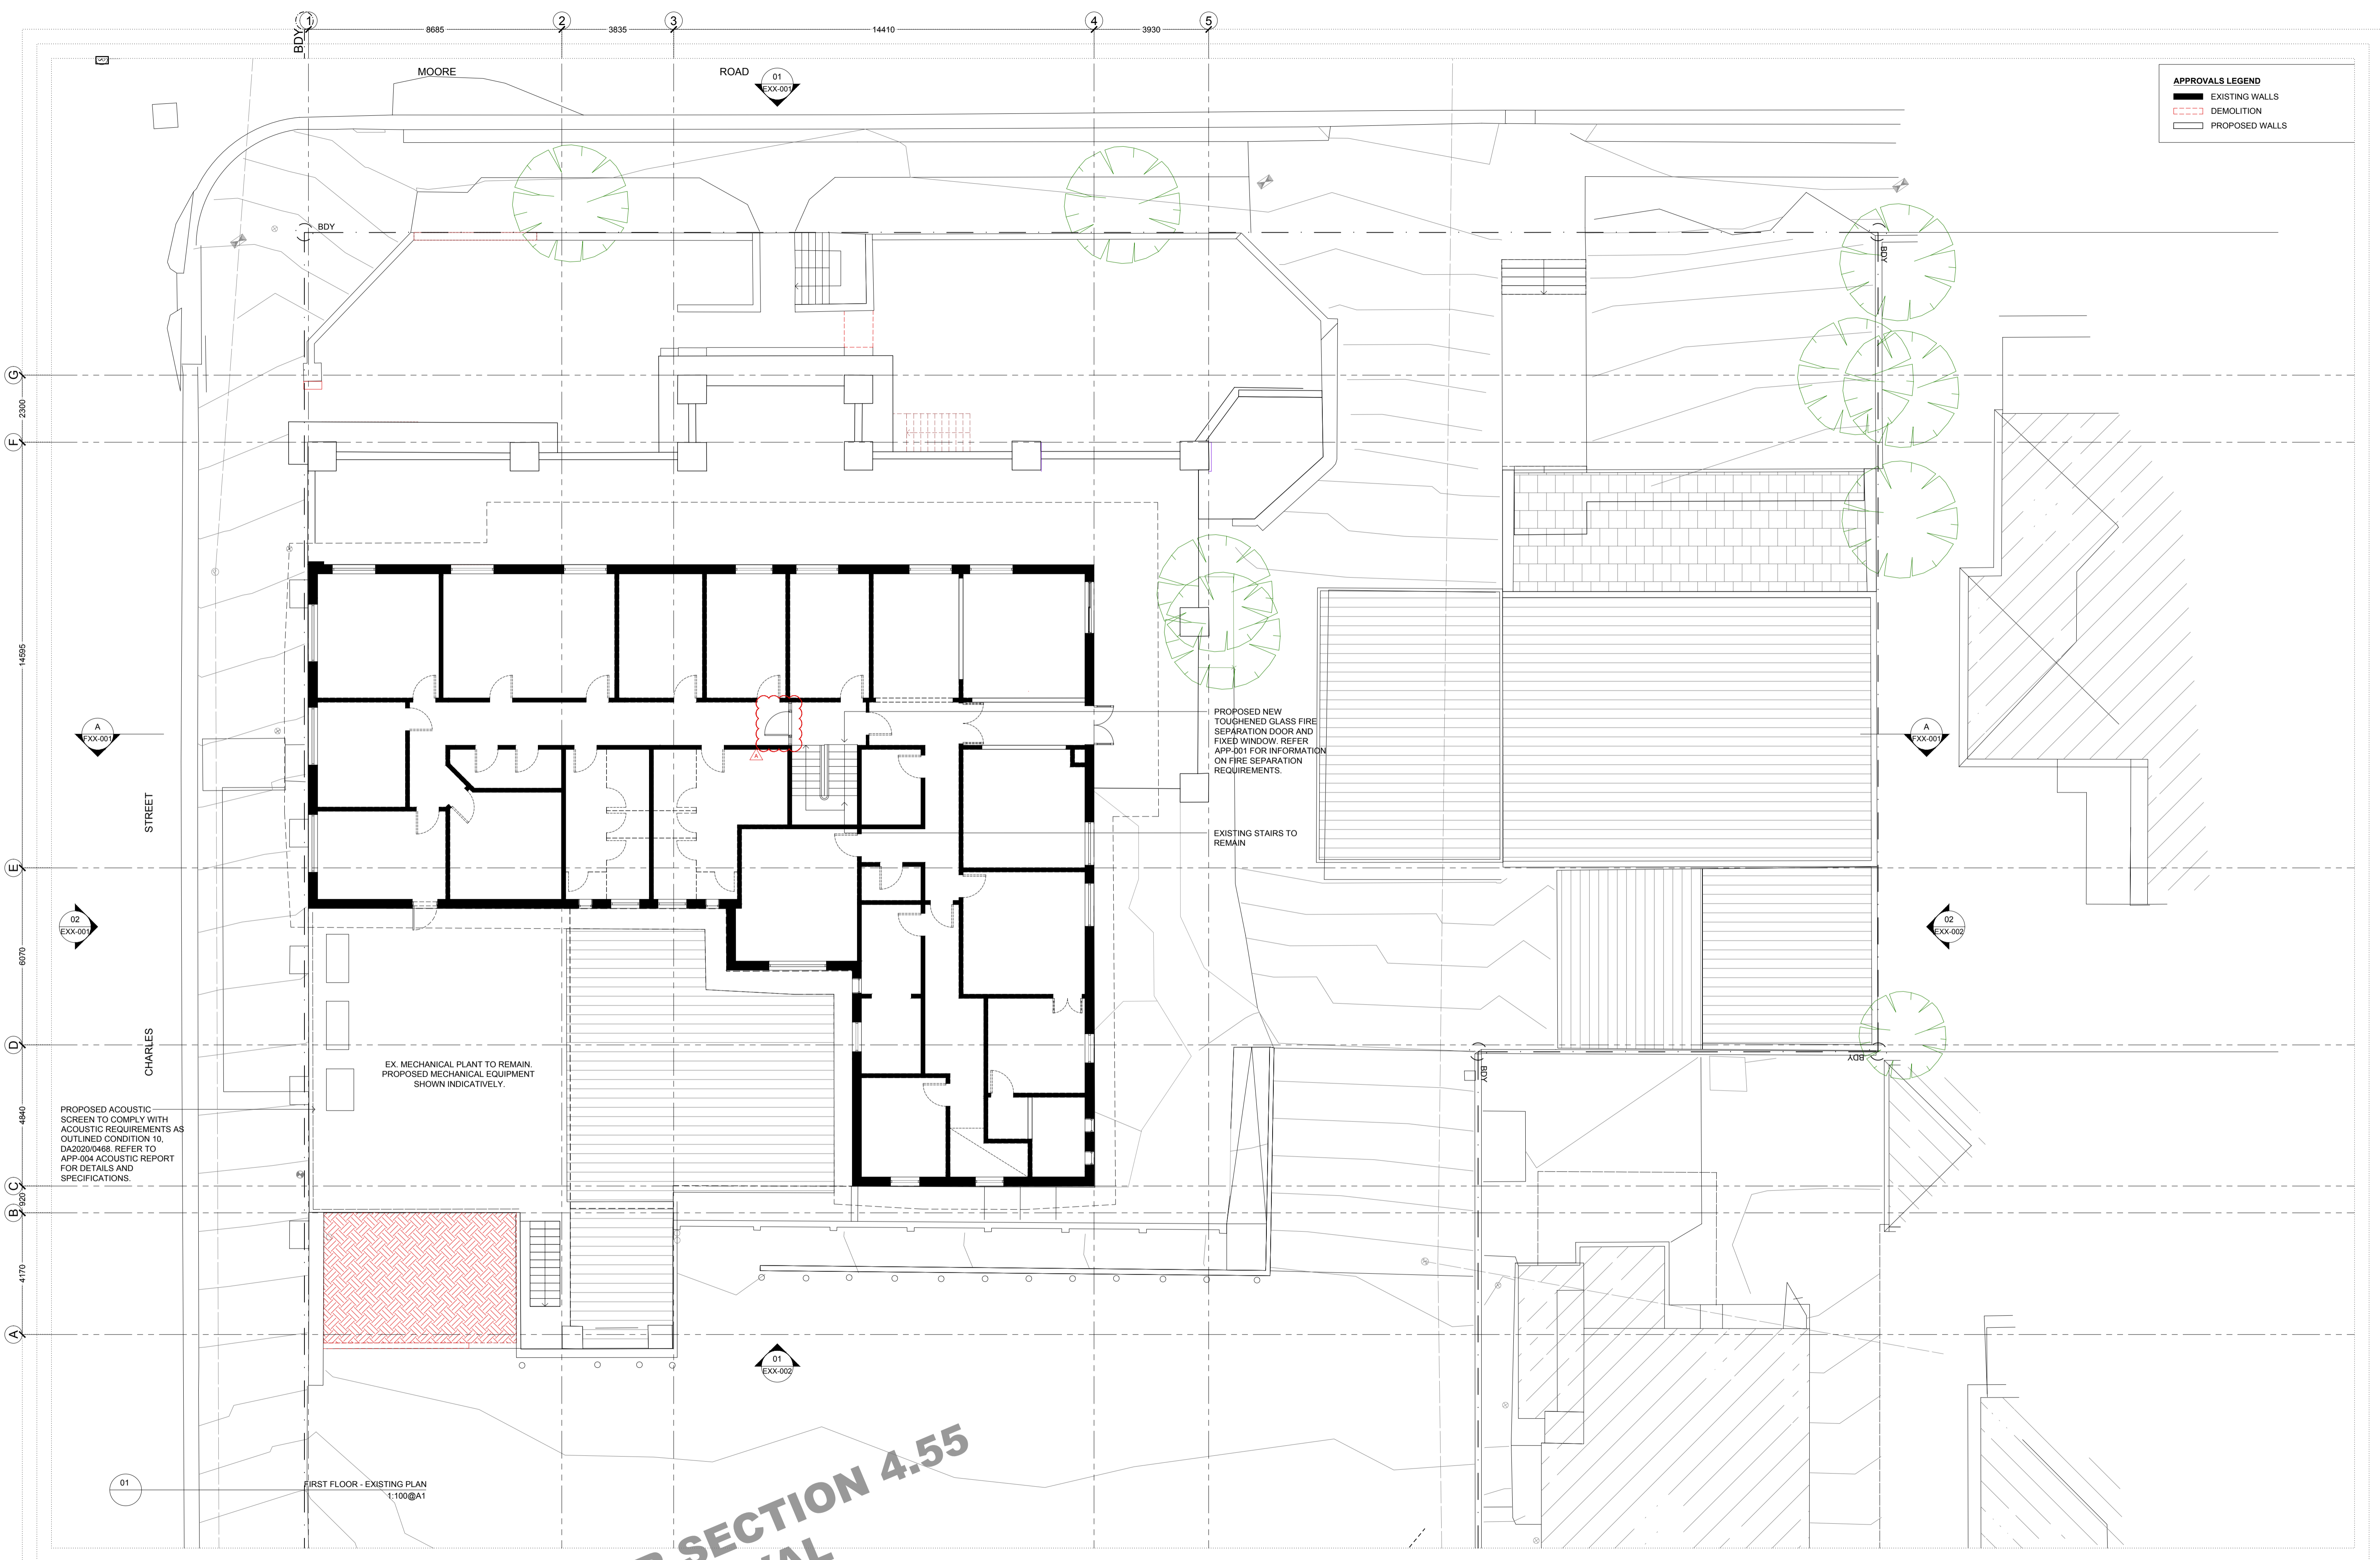 1
2
3
4
5
BDY
8685
3835
14410
3930
MOORE
ROAD
01
EXX-001
APPROVALS LEGEND
EXISTING WALLS
DEMOLITION
PROPOSED WALLS
BDY
BDY
G
2300
F
14595
A
FXX-001
PROPOSED NEW
TOUGHENED GLASS FIRE
SEPARATION DOOR AND
FIXED WINDOW. REFER
APP-001 FOR INFORMATION
ON FIRE SEPARATION
REQUIREMENTS.
A
FXX-001
A
STREET
EXISTING STAIRS TO
REMAIN
E
02
EXX-001
02
EXX-002
6070
D
CHARLES
EX. MECHANICAL PLANT TO REMAIN.
PROPOSED MECHANICAL EQUIPMENT
SHOWN INDICATIVELY.
BDY
BDY
PROPOSED ACOUSTIC
SCREEN TO COMPLY WITH
ACOUSTIC REQUIREMENTS AS
OUTLINED CONDITION 10,
DA2020/0468. REFER TO
APP-004 ACOUSTIC REPORT
FOR DETAILS AND
SPECIFICATIONS.
4840
C
920
B
4170
A
01
EXX-002
01
FIRST FLOOR - EXISTING PLAN
1:100@A1
SECTION 4.55